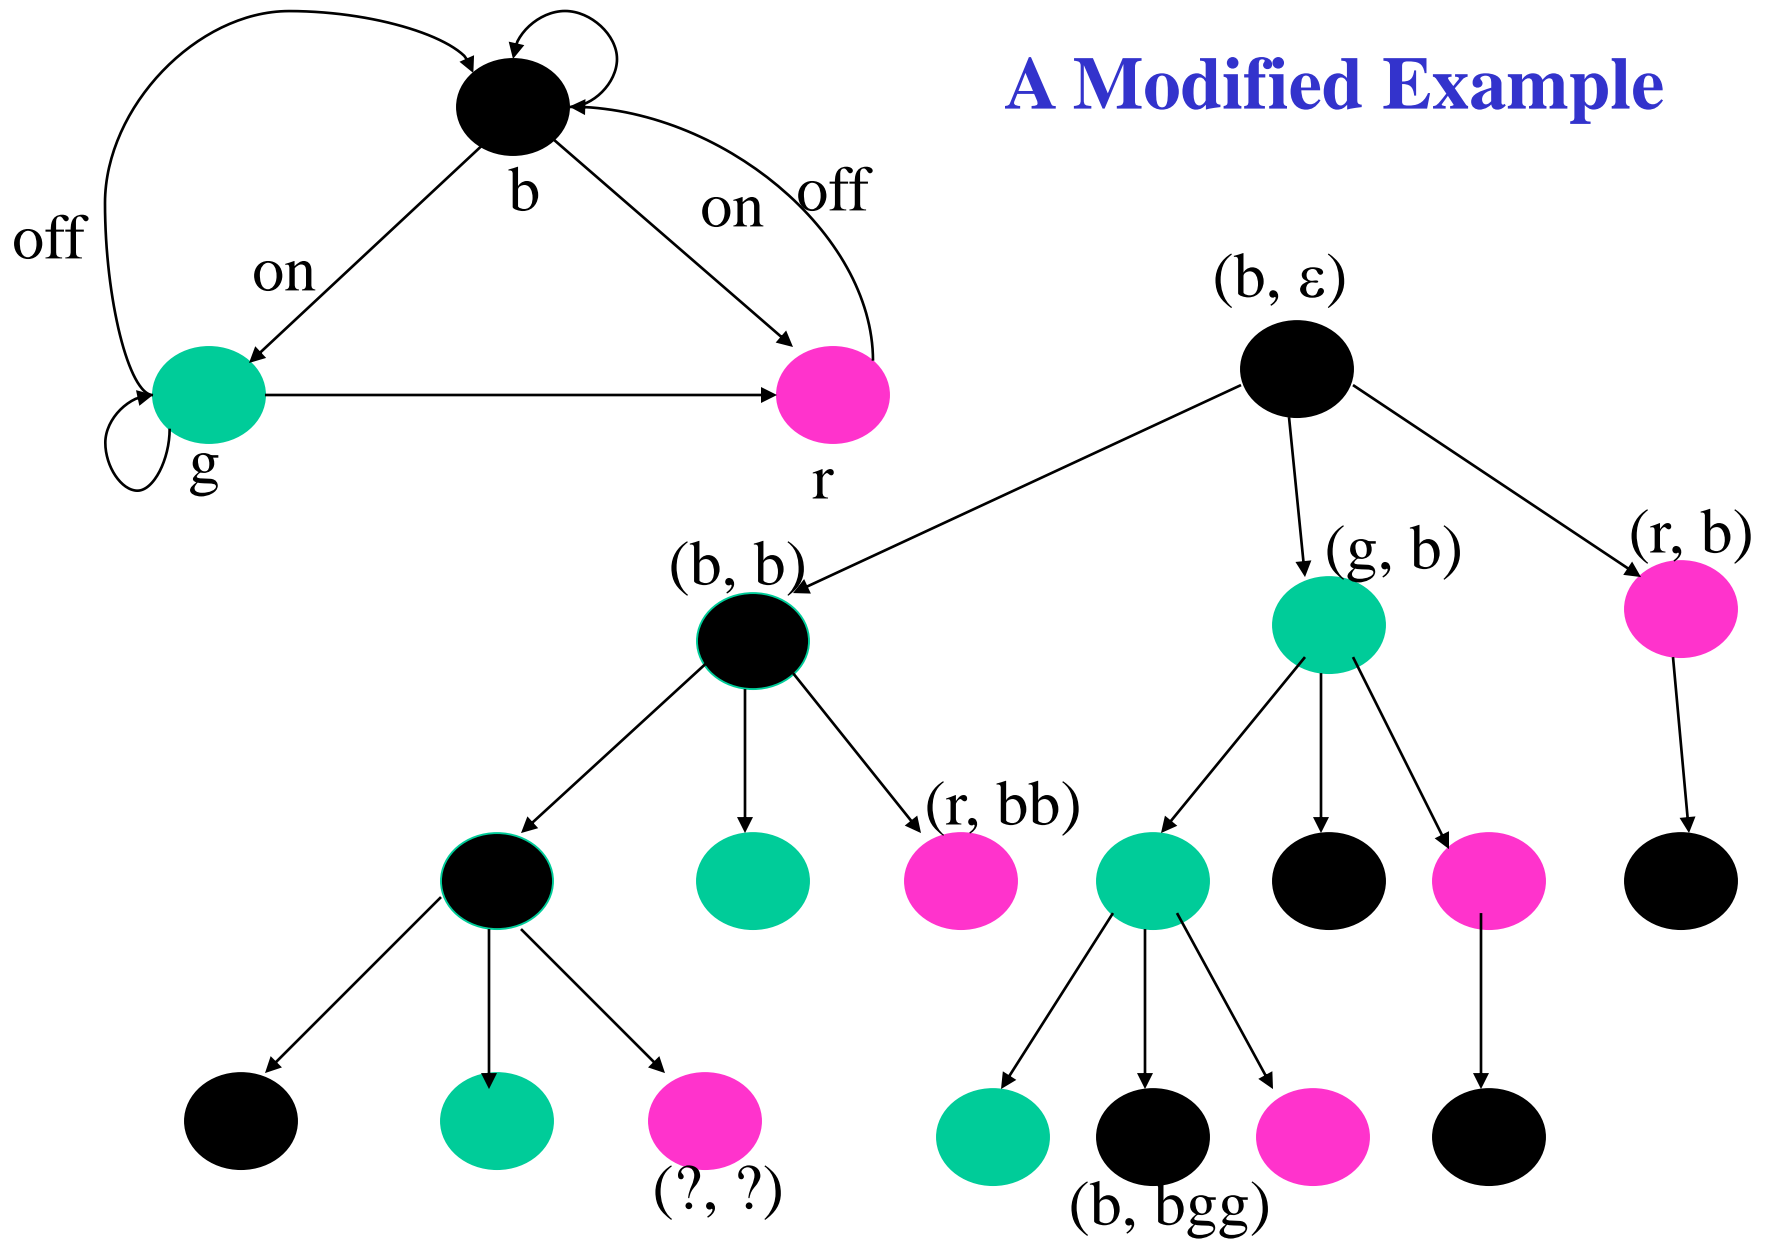 A Modified Example
b
off
on
off
on
(b, ε)
g
r
(r, b)
(g, b)
(b, b)
(r, bb)
(?, ?)
(b, bgg)